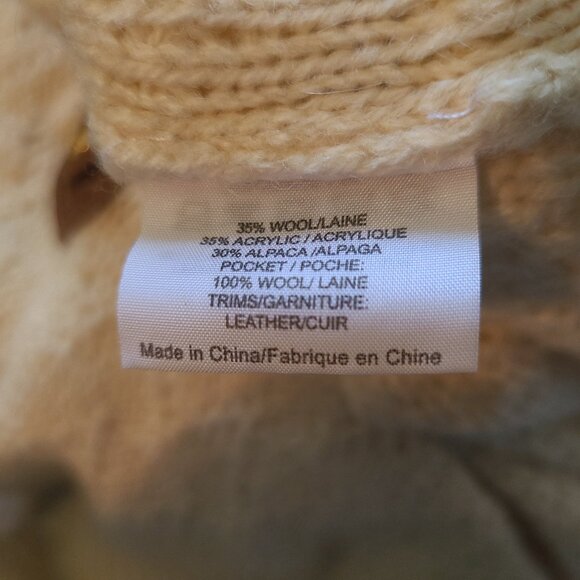 35% WOOL/LAINE
35% ACRYLIC / ACRYLIQUE
30% ALPACA /ALPAGA
POCKET / POCHE:
100% WOOL/ LAINE
TRIMS/GARNITURE:
LEATHER/CUIR
Made in China/Fabrique en Chine